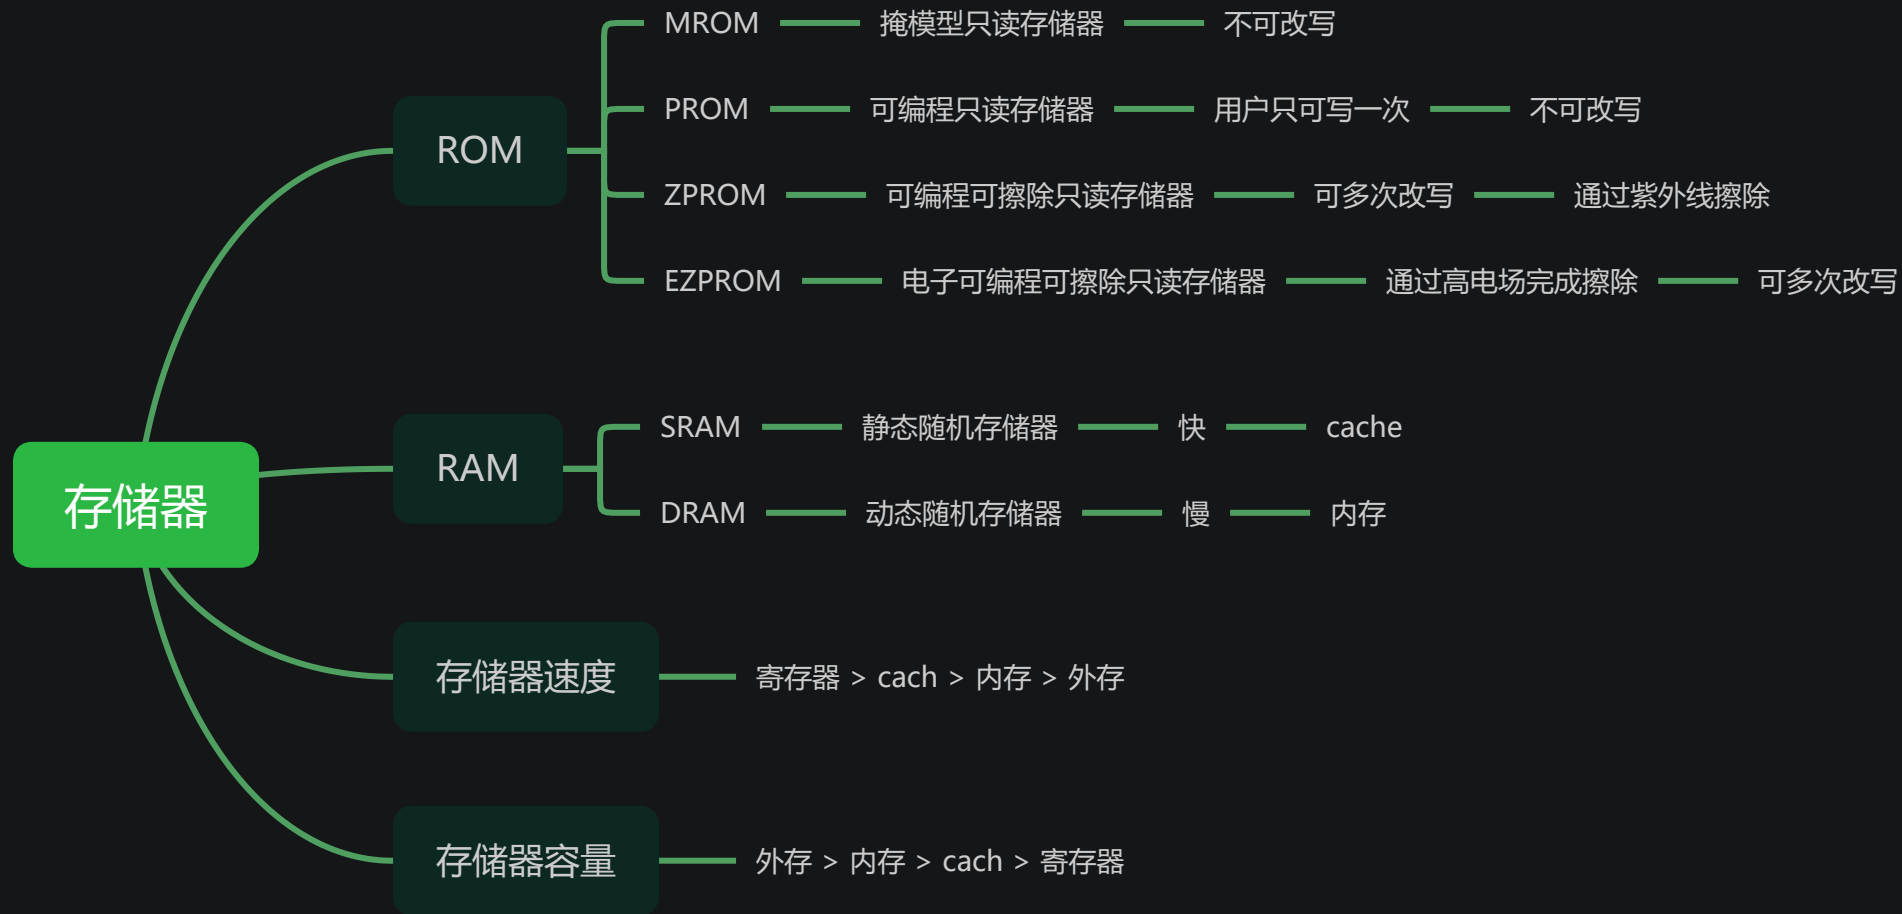 存储器
ROM
MROM 掩模型只读存储器 不可改写
PROM 可编程只读存储器 用户只可写一次 不可改写
ZPROM 可编程可擦除只读存储器 可多次改写 通过紫外线擦除
EZPROM 电子可编程可擦除只读存储器 通过高电场完成擦除 可多次改写
RAM
SRAM 静态随机存储器 快 cache
DRAM 动态随机存储器 慢 内存
存储器速度
寄存器 > cach > 内存 > 外存
存储器容量
外存 > 内存 > cach > 寄存器